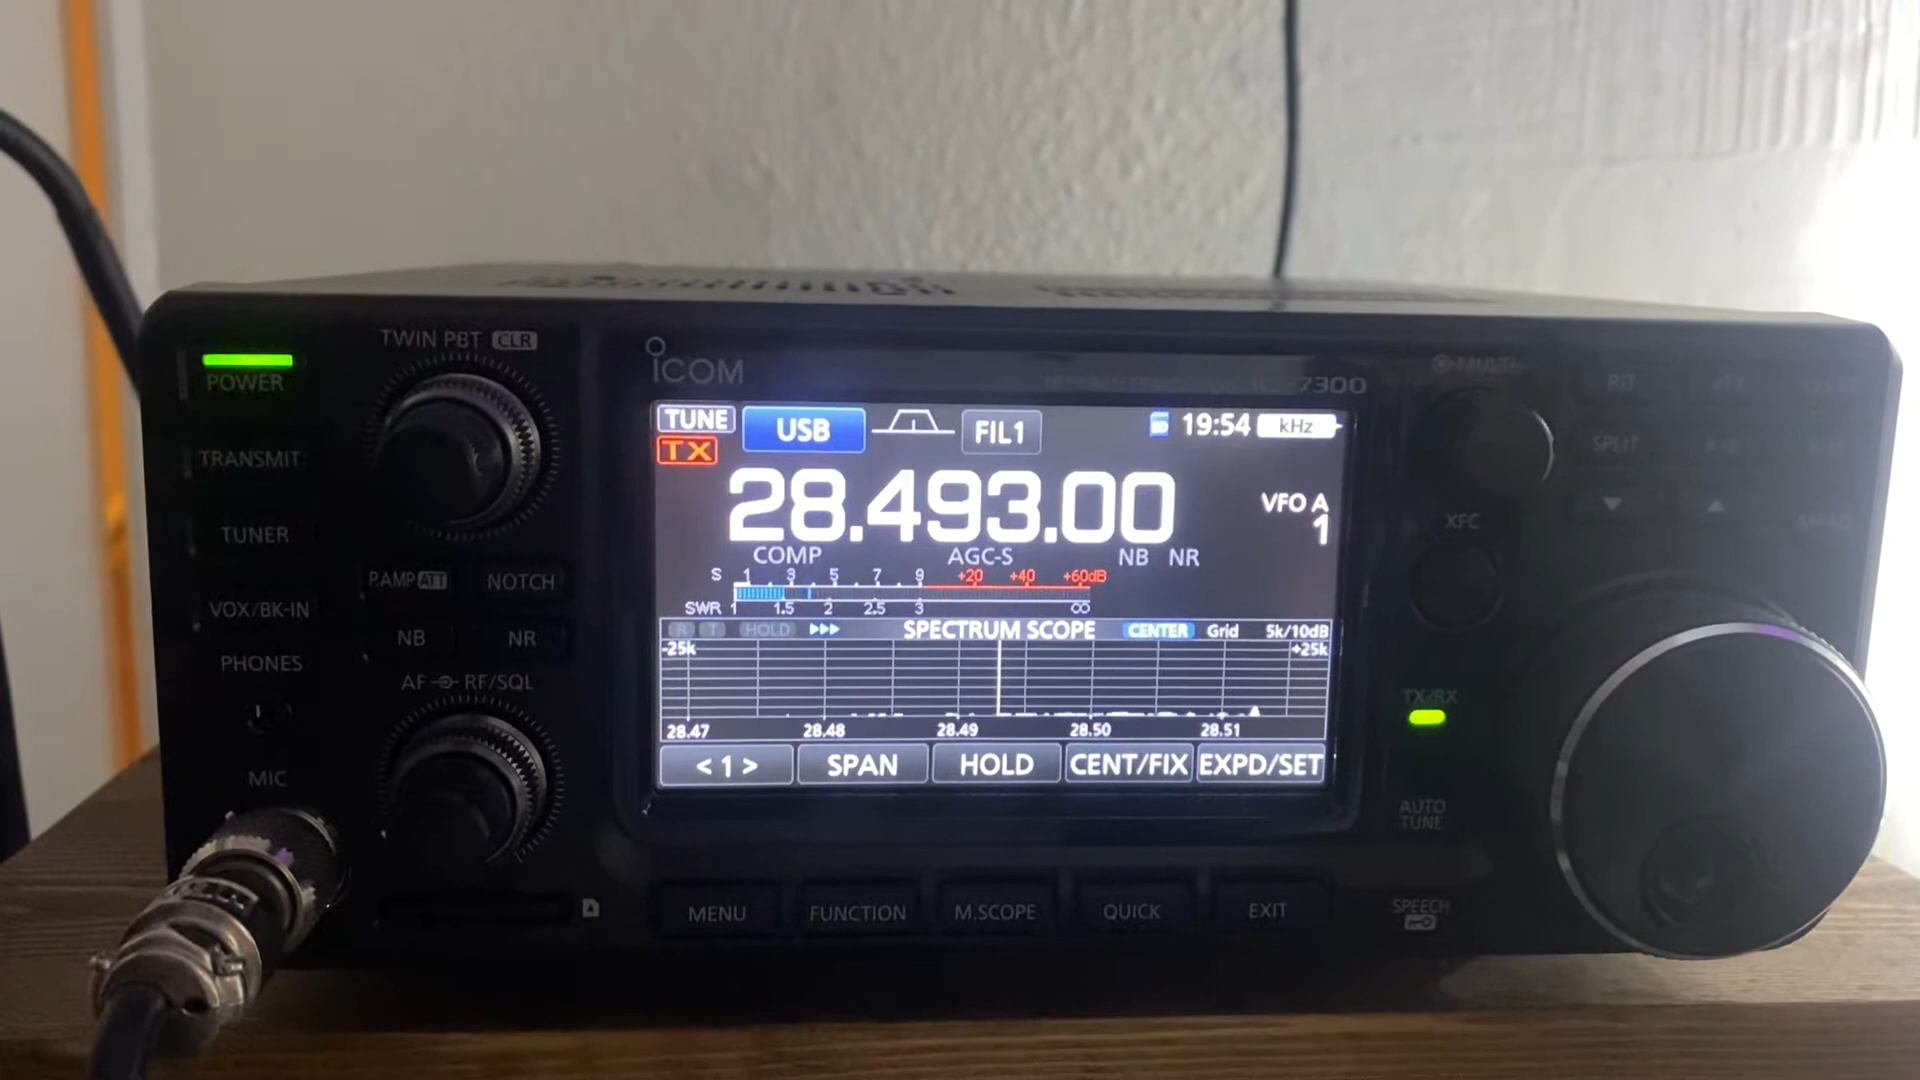 TWIN PBT CLR
POWER
TRANSMIT
TUNER
VOX/BK-IN
P.AMP ATT
NOTCH
NB
NR
PHONES
AF RF/SQL
MIC
ICOM
7300
TUNE
USB
FIL1
19:54
kHz
TX
28.493.00
VFO A
1
COMP
AGC-S
NB NR
S 1 3 5 7 9 +20 +40 +60dB
SWR 1 1.5 2 2.5 3 ∞
R T HOLD SPECTRUM SCOPE CENTER Grid 5k/10dB
-25k
+25k
28.47 28.48 28.49 28.50 28.51
< 1 >
SPAN
HOLD
CENT/FIX
EXPD/SET
MENU
FUNCTION
M.SCOPE
QUICK
EXIT
MULTI
RIT
SPLIT
XFC
TX/RX
AUTO
TUNE
SPEECH